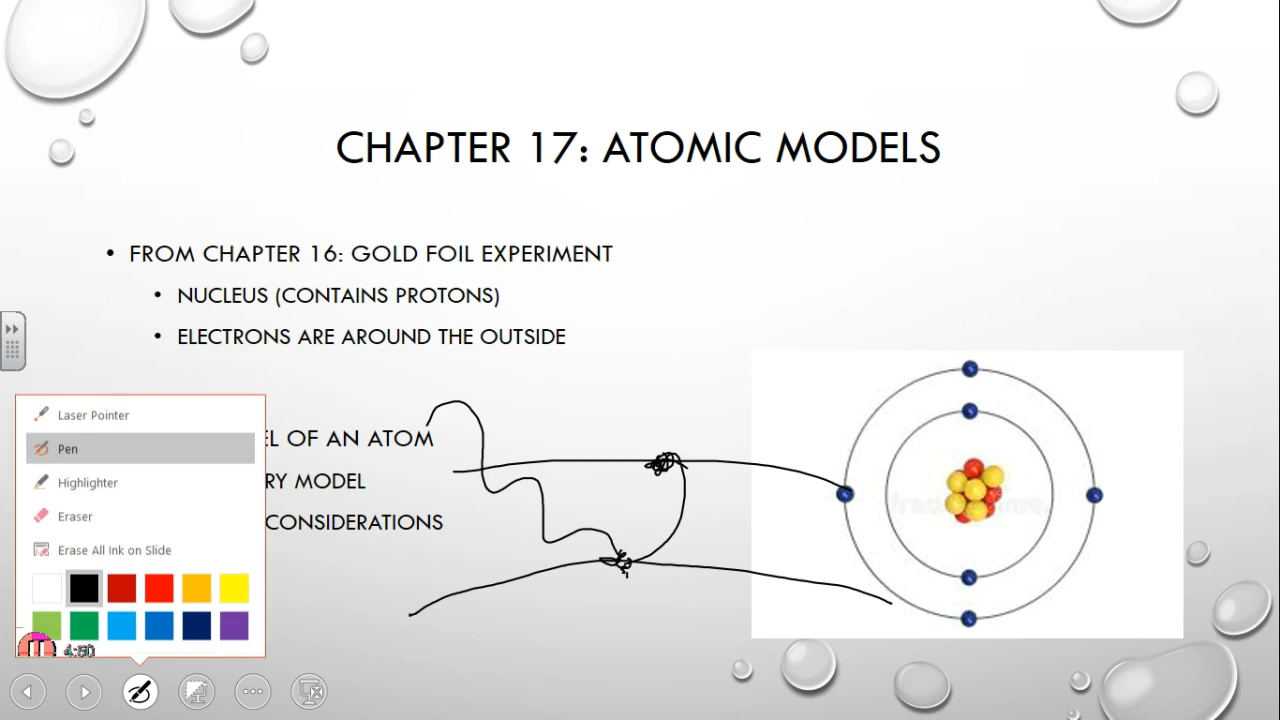 CHAPTER 17: ATOMIC MODELS
• FROM CHAPTER 16: GOLD FOIL EXPERIMENT
• NUCLEUS (CONTAINS PROTONS)
• ELECTRONS ARE AROUND THE OUTSIDE
EL OF AN ATOM
RY MODEL
CONSIDERATIONS
Laser Pointer
Pen
Highlighter
Eraser
Erase All Ink on Slide
4:50